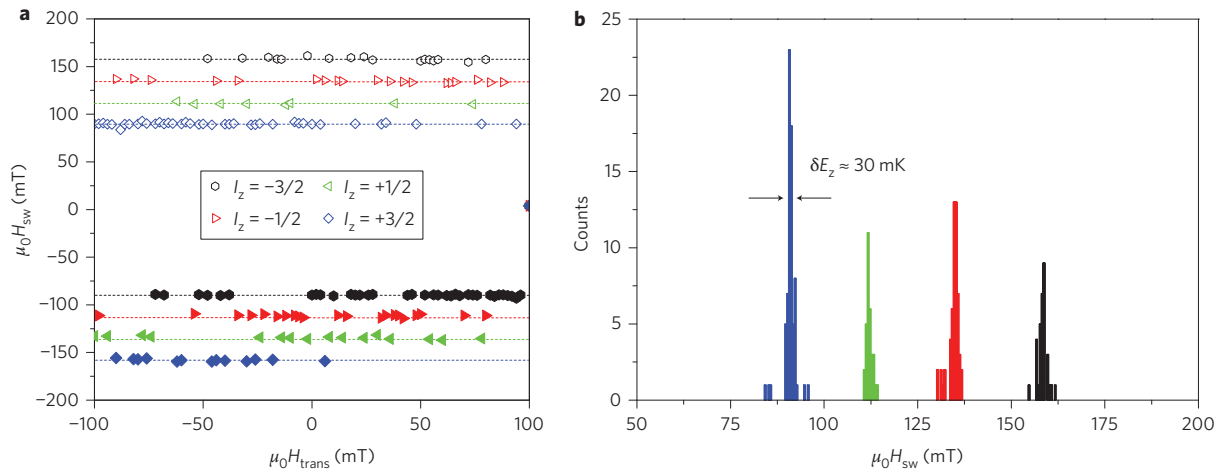 a
200
150
100
50
0
−50
−100
−150
−200
μ₀Hsw (mT)
Iz = −3/2 Iz = +1/2
Iz = −1/2 Iz = +3/2
−100 −50 0 50 100
μ₀Htrans (mT)
b
25
20
15
10
5
0
Counts
δEz ≈ 30 mK
50 75 100 125 150 175 200
μ₀Hsw (mT)